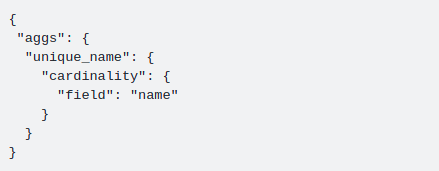 {
 "aggs": {
  "unique_name": {
    "cardinality": {
      "field": "name"
    }
  }
}